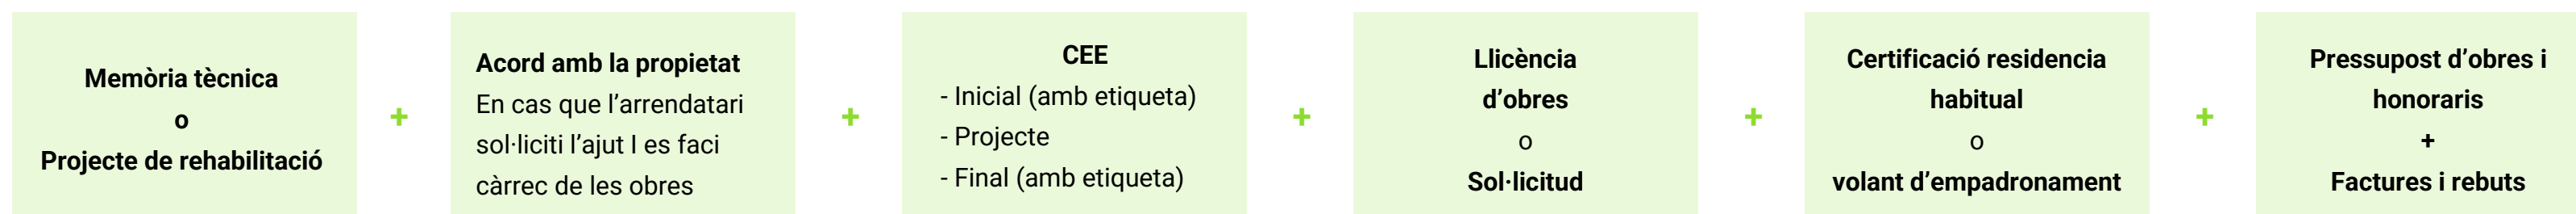 Memòria tècnica
o
Projecte de rehabilitació
+
Acord amb la propietat
En cas que l’arrendatari
sol·liciti l’ajut I es faci
càrrec de les obres
+
CEE
- Inicial (amb etiqueta)
- Projecte
- Final (amb etiqueta)
+
Llicència
d’obres
o
Sol·licitud
+
Certificació residencia
habitual
o
volant d’empadronament
+
Pressupost d’obres i
honoraris
+
Factures i rebuts